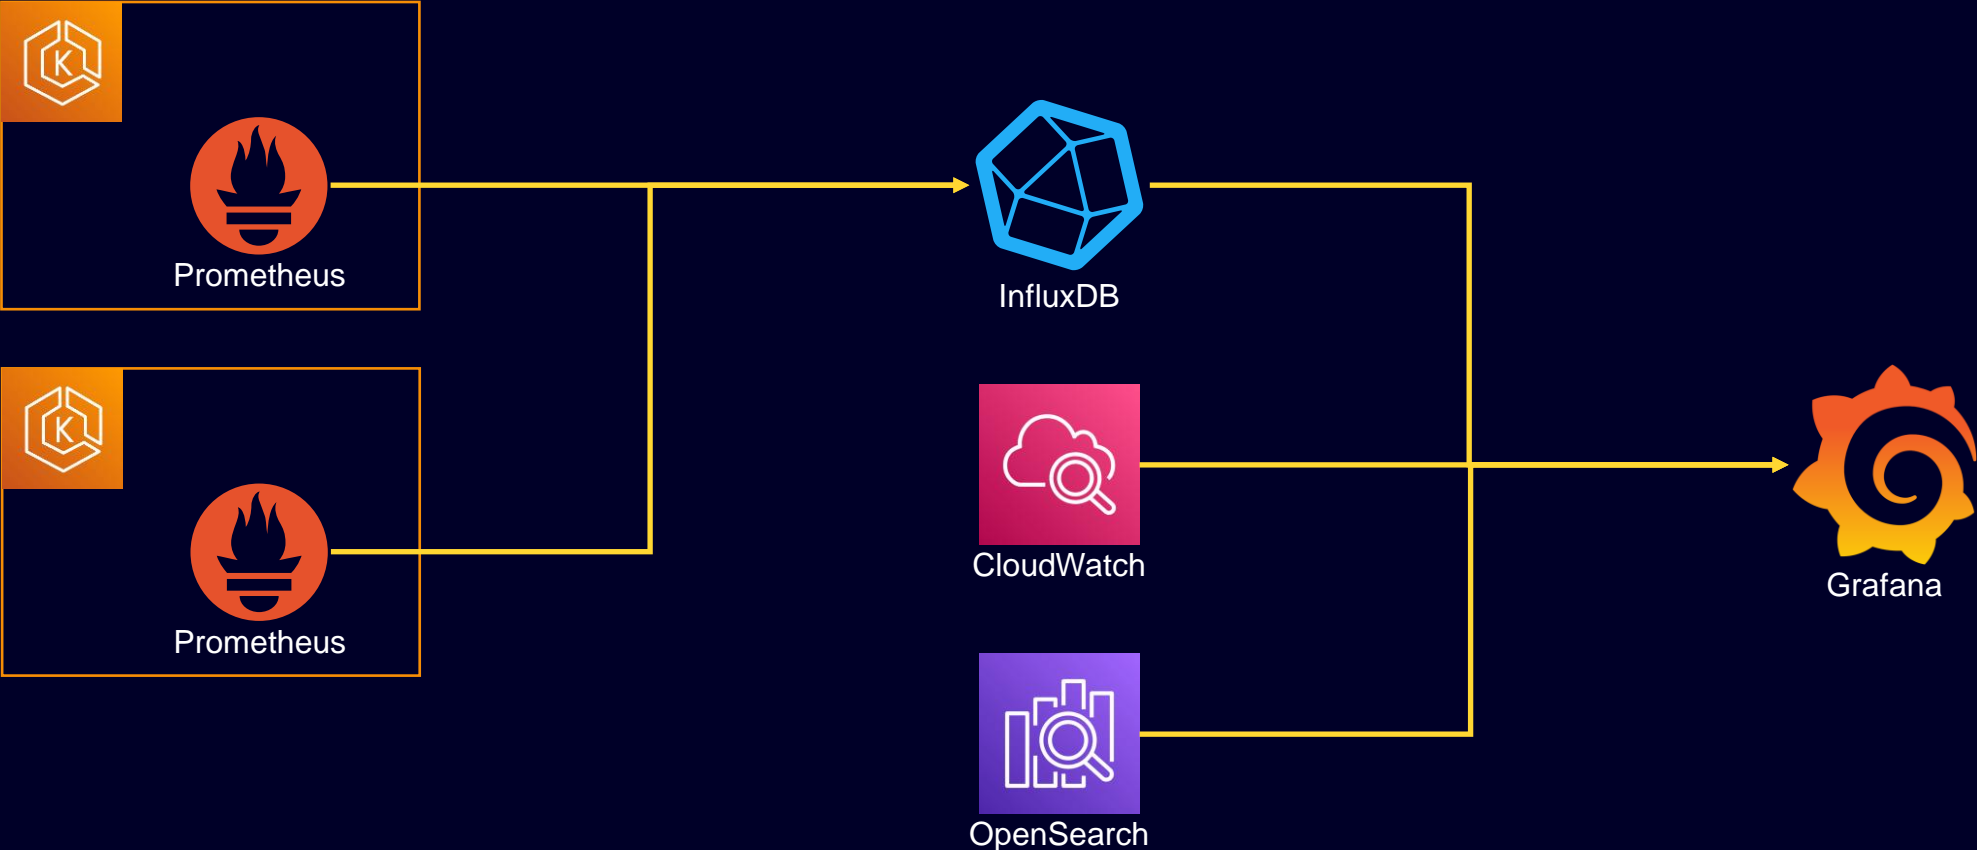 K
Prometheus
InfluxDB
K
Prometheus
CloudWatch
Grafana
OpenSearch